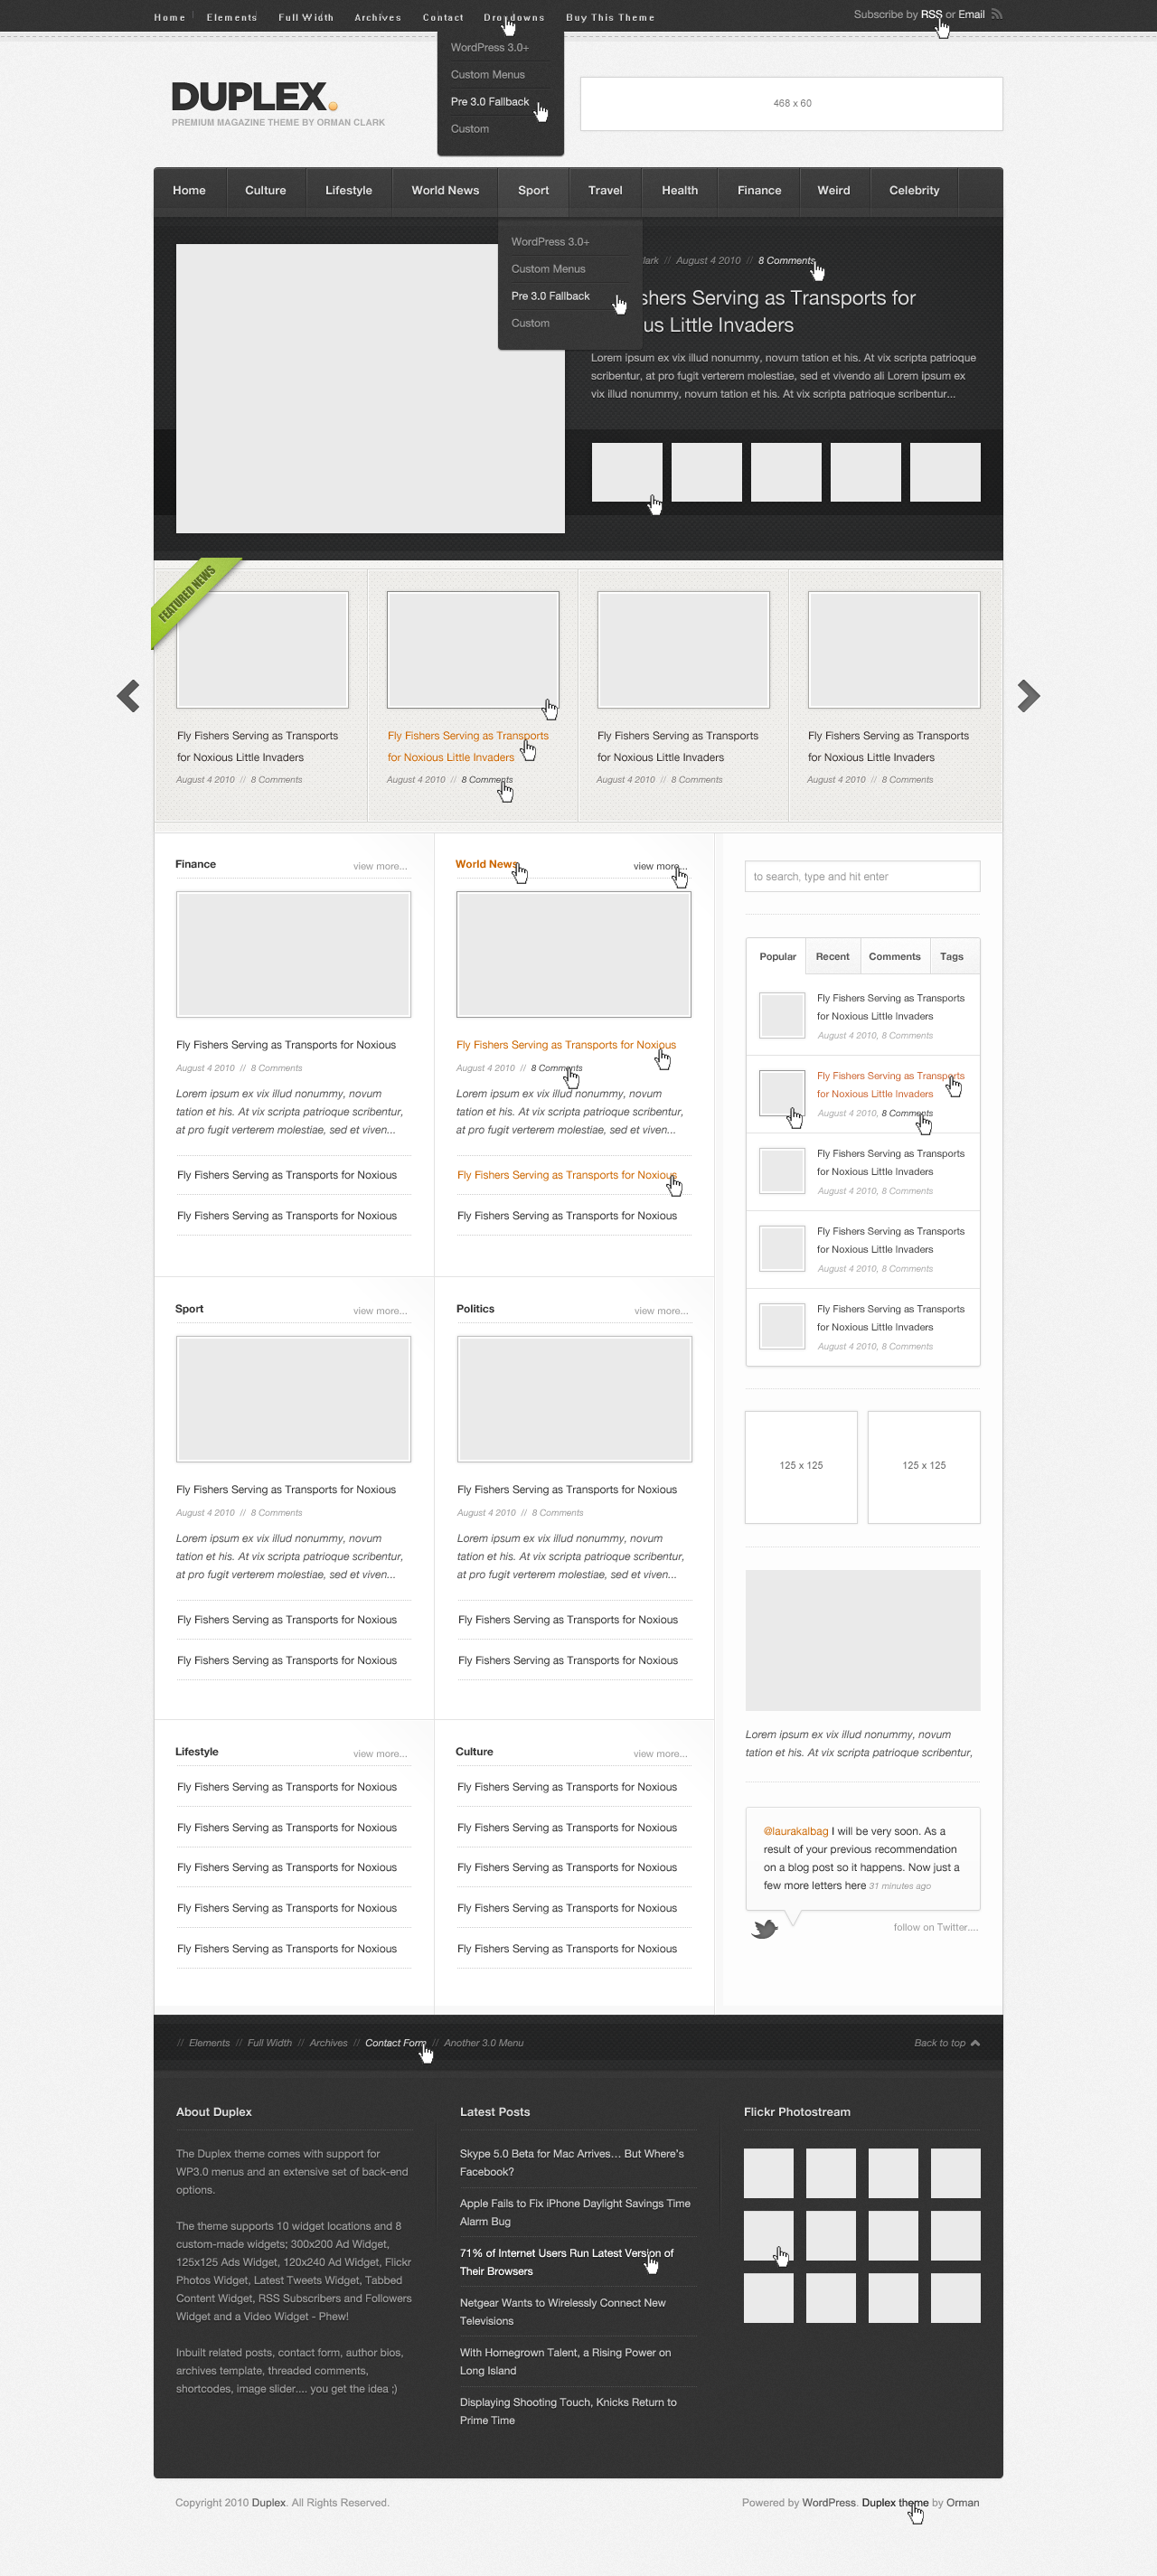 Home Elements Full Width Archives Contact Dropdowns Buy This Theme
Subscribe by RSS or Email
WordPress 3.0+
Custom Menus
Pre 3.0 Fallback
Custom
DUPLEX.
PREMIUM MAGAZINE THEME BY ORMAN CLARK
468 x 60
Home Culture Lifestyle World News Sport Travel Health Finance Weird Celebrity
WordPress 3.0+
Custom Menus
Pre 3.0 Fallback
Custom
lark // August 4 2010 // 8 Comments
shers Serving as Transports for
us Little Invaders
Lorem ipsum ex vix illud nonummy, novum tation et his. At vix scripta patrioque
scribentur, at pro fugit verterem molestiae, sed et vivendo ali Lorem ipsum ex
vix illud nonummy, novum tation et his. At vix scripta patrioque scribentur...
FEATURED NEWS
Fly Fishers Serving as Transports
for Noxious Little Invaders
August 4 2010 // 8 Comments
Fly Fishers Serving as Transports
for Noxious Little Invaders
August 4 2010 // 8 Comments
Fly Fishers Serving as Transports
for Noxious Little Invaders
August 4 2010 // 8 Comments
Fly Fishers Serving as Transports
for Noxious Little Invaders
August 4 2010 // 8 Comments
Finance view more...
Fly Fishers Serving as Transports for Noxious
August 4 2010 // 8 Comments
Lorem ipsum ex vix illud nonummy, novum
tation et his. At vix scripta patrioque scribentur,
at pro fugit verterem molestiae, sed et viven...
Fly Fishers Serving as Transports for Noxious
Fly Fishers Serving as Transports for Noxious
World News view more...
Fly Fishers Serving as Transports for Noxious
August 4 2010 // 8 Comments
Lorem ipsum ex vix illud nonummy, novum
tation et his. At vix scripta patrioque scribentur,
at pro fugit verterem molestiae, sed et viven...
Fly Fishers Serving as Transports for Noxious
Fly Fishers Serving as Transports for Noxious
Sport view more...
Fly Fishers Serving as Transports for Noxious
August 4 2010 // 8 Comments
Lorem ipsum ex vix illud nonummy, novum
tation et his. At vix scripta patrioque scribentur,
at pro fugit verterem molestiae, sed et viven...
Fly Fishers Serving as Transports for Noxious
Fly Fishers Serving as Transports for Noxious
Politics view more...
Fly Fishers Serving as Transports for Noxious
August 4 2010 // 8 Comments
Lorem ipsum ex vix illud nonummy, novum
tation et his. At vix scripta patrioque scribentur,
at pro fugit verterem molestiae, sed et viven...
Fly Fishers Serving as Transports for Noxious
Fly Fishers Serving as Transports for Noxious
Lifestyle view more...
Fly Fishers Serving as Transports for Noxious
Fly Fishers Serving as Transports for Noxious
Fly Fishers Serving as Transports for Noxious
Fly Fishers Serving as Transports for Noxious
Fly Fishers Serving as Transports for Noxious
Culture view more...
Fly Fishers Serving as Transports for Noxious
Fly Fishers Serving as Transports for Noxious
Fly Fishers Serving as Transports for Noxious
Fly Fishers Serving as Transports for Noxious
Fly Fishers Serving as Transports for Noxious
to search, type and hit enter
Popular Recent Comments Tags
Fly Fishers Serving as Transports
for Noxious Little Invaders
August 4 2010, 8 Comments
Fly Fishers Serving as Transports
for Noxious Little Invaders
August 4 2010, 8 Comments
Fly Fishers Serving as Transports
for Noxious Little Invaders
August 4 2010, 8 Comments
Fly Fishers Serving as Transports
for Noxious Little Invaders
August 4 2010, 8 Comments
Fly Fishers Serving as Transports
for Noxious Little Invaders
August 4 2010, 8 Comments
125 x 125
125 x 125
Lorem ipsum ex vix illud nonummy, novum
tation et his. At vix scripta patrioque scribentur,
@laurakalbag I will be very soon. As a
result of your previous recommendation
on a blog post so it happens. Now just a
few more letters here 31 minutes ago
follow on Twitter....
// Elements // Full Width // Archives // Contact Form // Another 3.0 Menu
Back to top
About Duplex
The Duplex theme comes with support for
WP3.0 menus and an extensive set of back-end
options.
The theme supports 10 widget locations and 8
custom-made widgets; 300x200 Ad Widget,
125x125 Ads Widget, 120x240 Ad Widget, Flickr
Photos Widget, Latest Tweets Widget, Tabbed
Content Widget, RSS Subscribers and Followers
Widget and a Video Widget - Phew!
Inbuilt related posts, contact form, author bios,
archives template, threaded comments,
shortcodes, image slider.... you get the idea ;)
Latest Posts
Skype 5.0 Beta for Mac Arrives... But Where's
Facebook?
Apple Fails to Fix iPhone Daylight Savings Time
Alarm Bug
71% of Internet Users Run Latest Version of
Their Browsers
Netgear Wants to Wirelessly Connect New
Televisions
With Homegrown Talent, a Rising Power on
Long Island
Displaying Shooting Touch, Knicks Return to
Prime Time
Flickr Photostream
Copyright 2010 Duplex. All Rights Reserved.
Powered by WordPress. Duplex theme by Orman